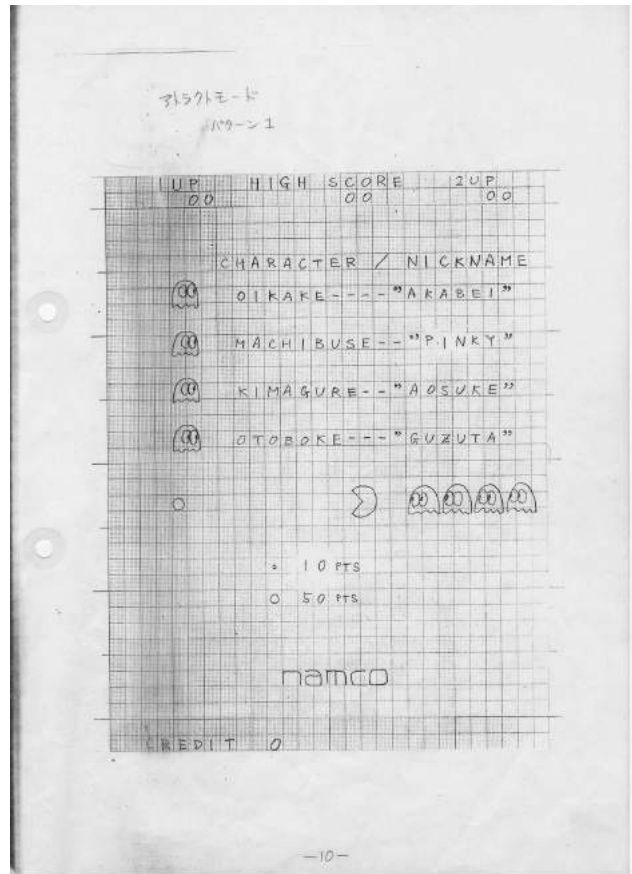 アトラクトモード
パターン1
1UP HIGH SCORE 2UP
00 00 00
CHARACTER / NICKNAME
OIKAKE----"AKABEI"
MACHIBUSE--"PINKY"
KIMAGURE--"AOSUKE"
OTOBOKE---"GUZUTA"
10 PTS
50 PTS
namco
CREDIT 0
-10-